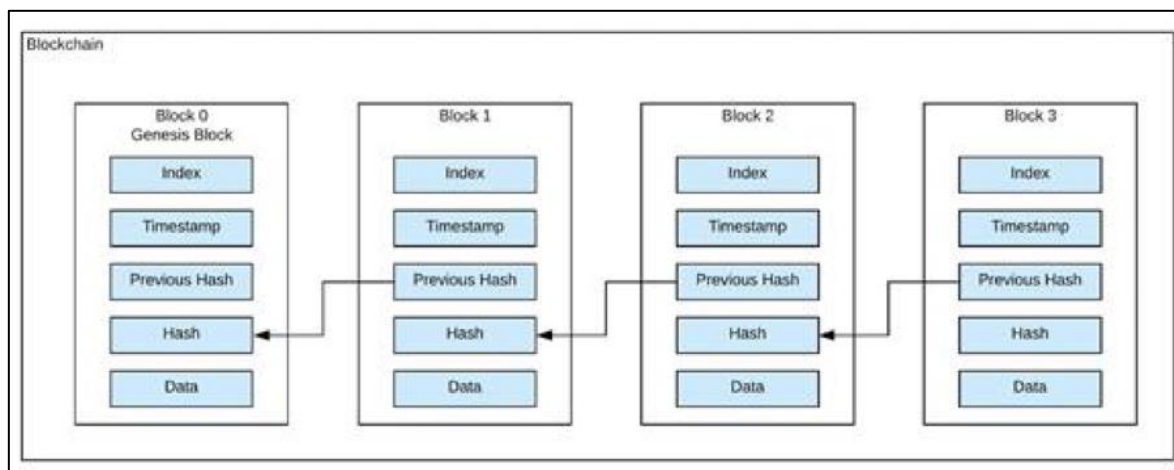 Blockchain
Block 0
Genesis Block
Index
Timestamp
Previous Hash
Hash
Data
Block 1
Index
Timestamp
Previous Hash
Hash
Data
Block 2
Index
Timestamp
Previous Hash
Hash
Data
Block 3
Index
Timestamp
Previous Hash
Hash
Data